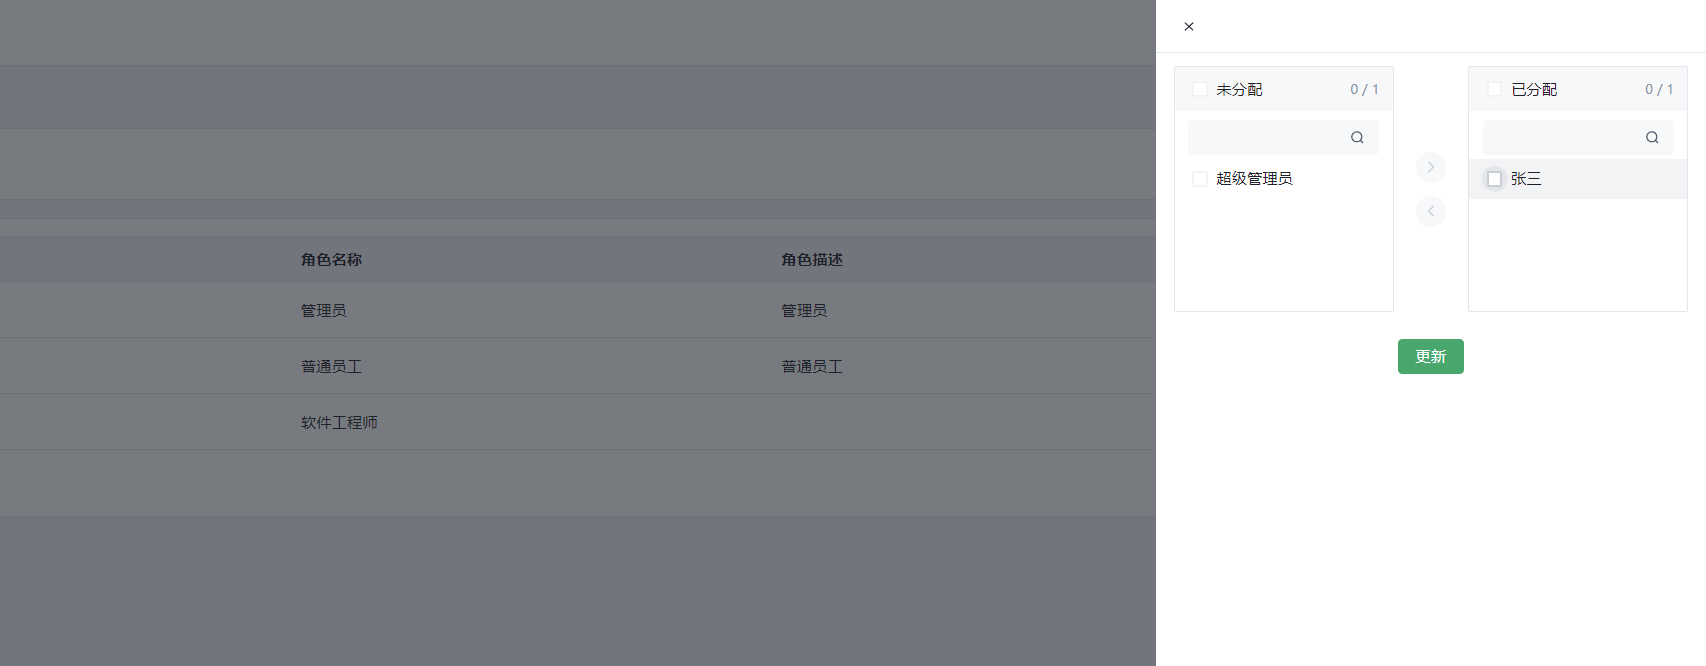 未分配 0 / 1
超级管理员
已分配 0 / 1
张三
更新
角色名称 角色描述
管理员 管理员
普通员工 普通员工
软件工程师